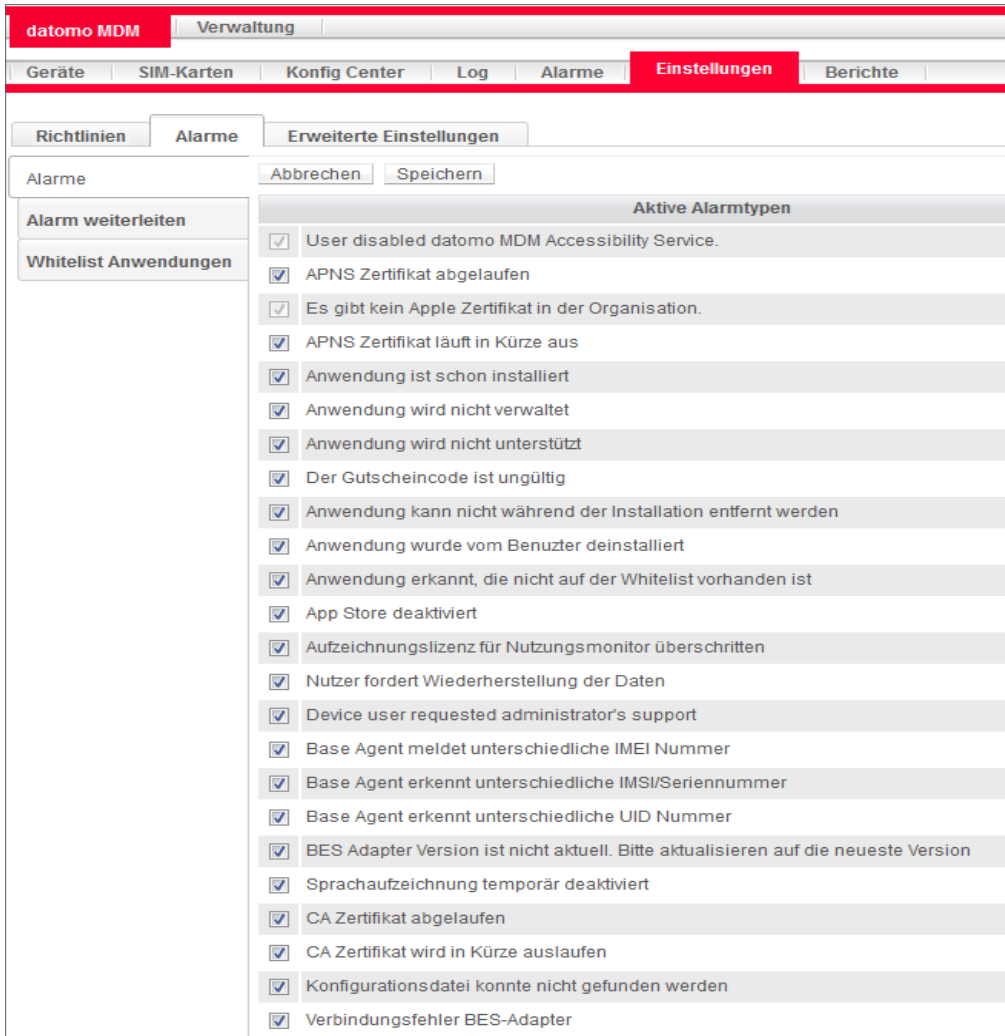 datomo MDM Verwaltung
Geräte SIM-Karten Konfig Center Log Alarme Einstellungen Berichte
Richtlinien Alarme Erweiterte Einstellungen
Alarme
Alarm weiterleiten
Whitelist Anwendungen
Abbrechen Speichern
Aktive Alarmtypen
User disabled datomo MDM Accessibility Service.
APNS Zertifikat abgelaufen
Es gibt kein Apple Zertifikat in der Organisation.
APNS Zertifikat läuft in Kürze aus
Anwendung ist schon installiert
Anwendung wird nicht verwaltet
Anwendung wird nicht unterstützt
Der Gutscheincode ist ungültig
Anwendung kann nicht während der Installation entfernt werden
Anwendung wurde vom Benuzter deinstalliert
Anwendung erkannt, die nicht auf der Whitelist vorhanden ist
App Store deaktiviert
Aufzeichnungslizenz für Nutzungsmonitor überschritten
Nutzer fordert Wiederherstellung der Daten
Device user requested administrator's support
Base Agent meldet unterschiedliche IMEI Nummer
Base Agent erkennt unterschiedliche IMSI/Seriennummer
Base Agent erkennt unterschiedliche UID Nummer
BES Adapter Version ist nicht aktuell. Bitte aktualisieren auf die neueste Version
Sprachaufzeichnung temporär deaktiviert
CA Zertifikat abgelaufen
CA Zertifikat wird in Kürze auslaufen
Konfigurationsdatei konnte nicht gefunden werden
Verbindungsfehler BES-Adapter